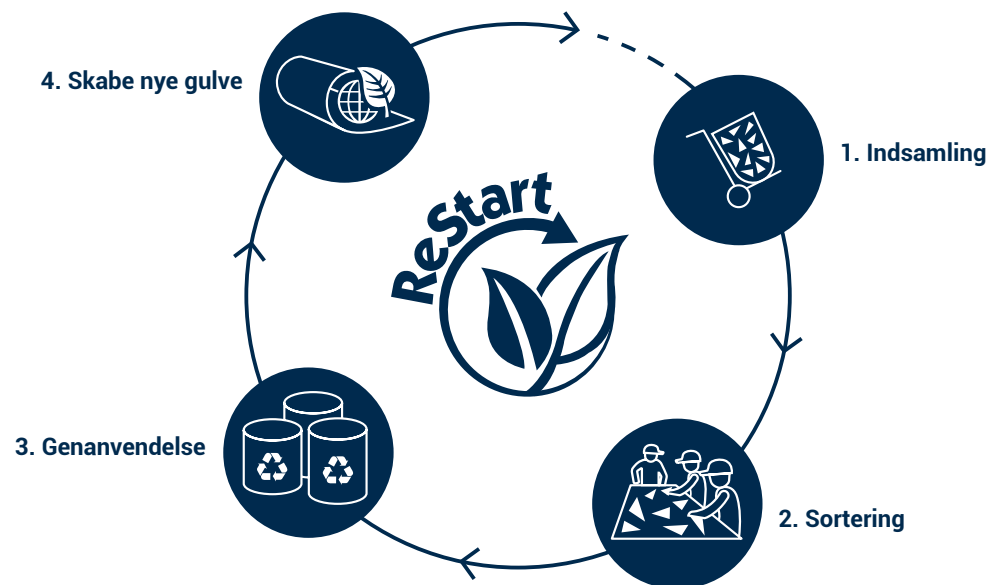 4. Skabe nye gulve
1. Indsamling
ReStart
3. Genanvendelse
2. Sortering